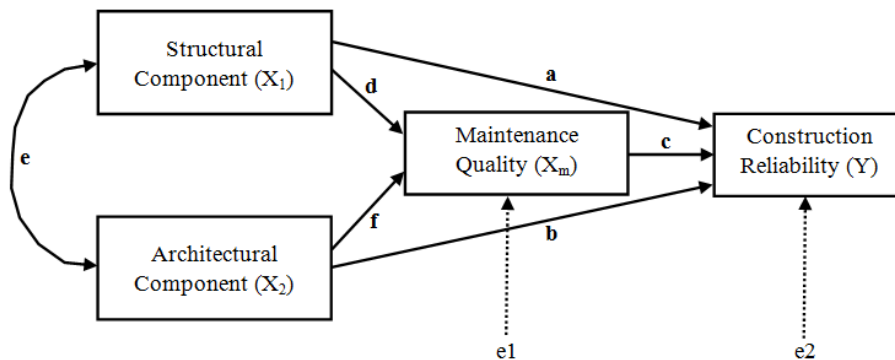 Structural
Component (X₁)
a
d
Maintenance
Quality (Xₘ)
c
Construction
Reliability (Y)
e
Architectural
Component (X₂)
f
b
e1
e2